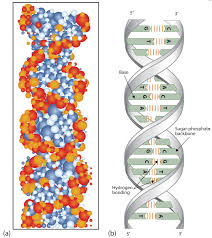 5' 3'
Base
Sugar-phosphate
backbone
Hydrogen
bonding
(a) (b) 5' 3'